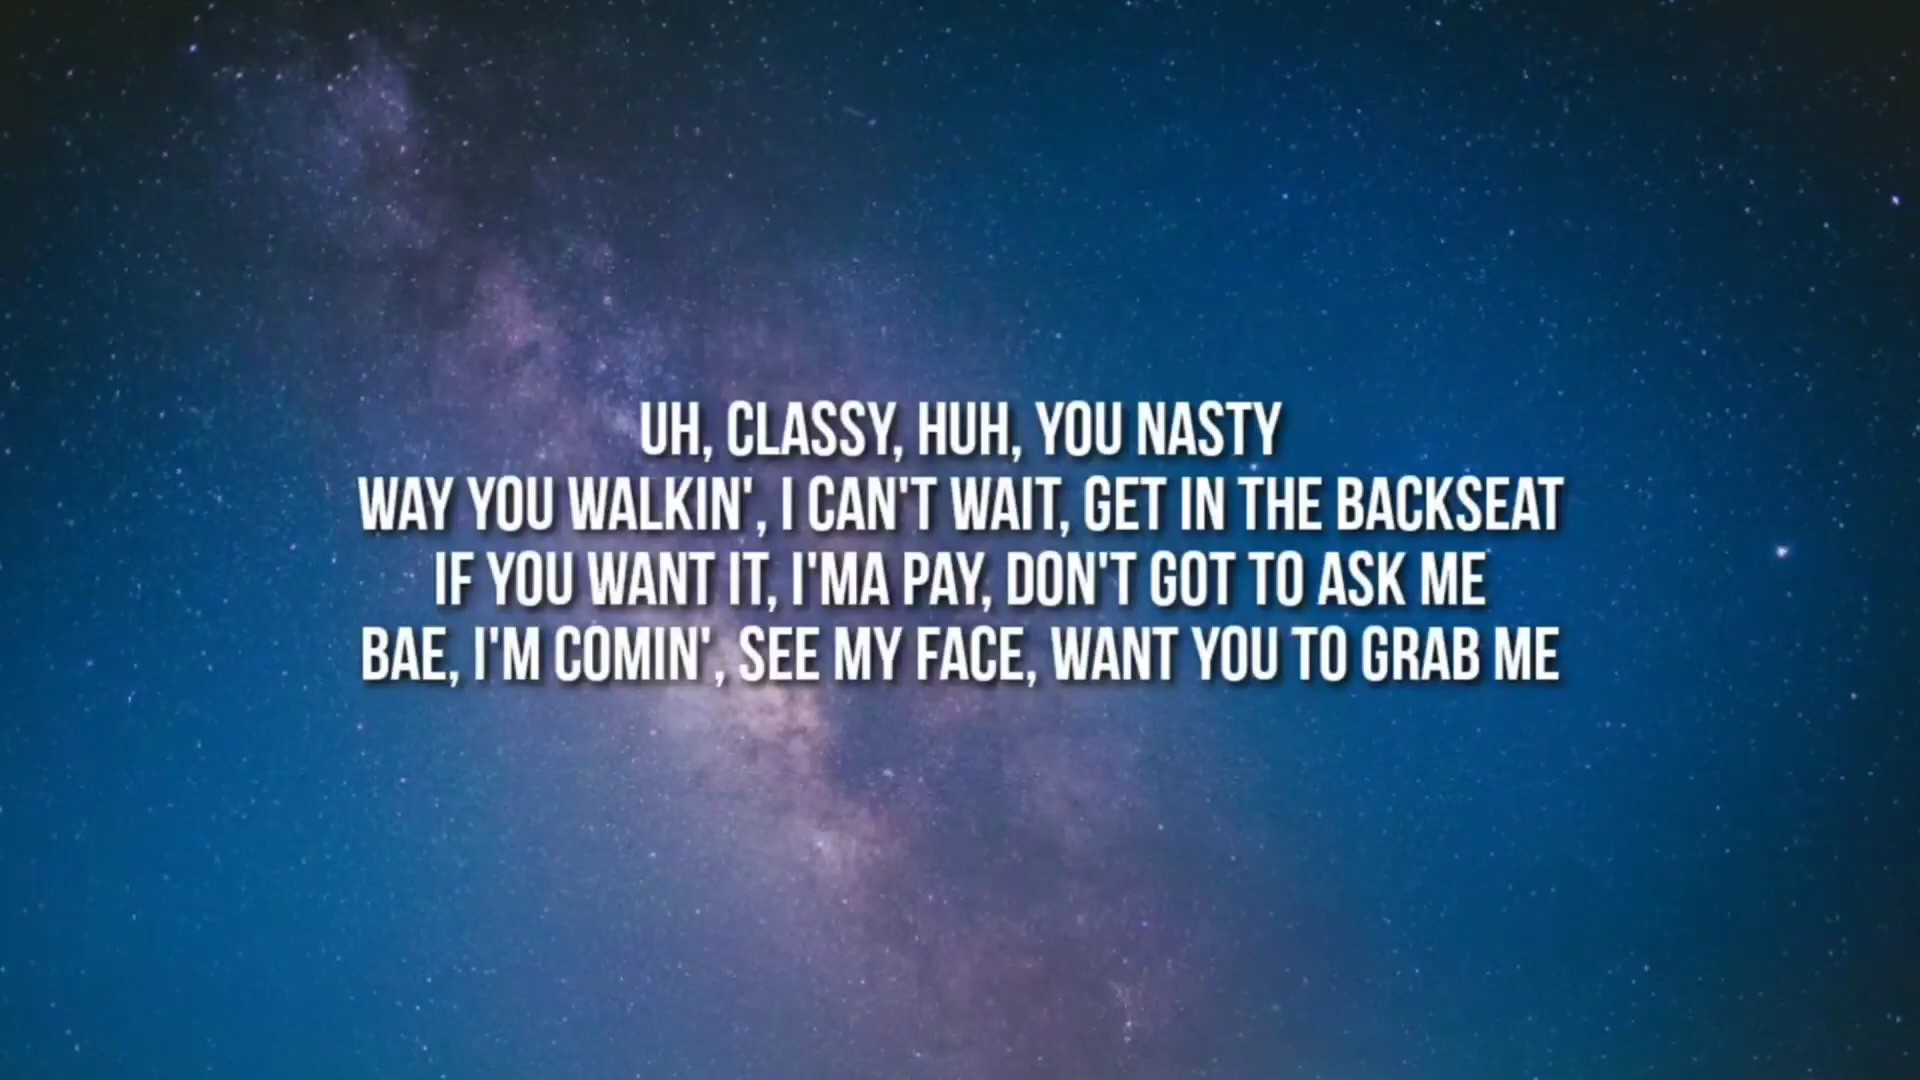 UH, CLASSY, HUH, YOU NASTY
WAY YOU WALKIN', I CAN'T WAIT, GET IN THE BACKSEAT
IF YOU WANT IT, I'MA PAY, DON'T GOT TO ASK ME
BAE, I'M COMIN', SEE MY FACE, WANT YOU TO GRAB ME